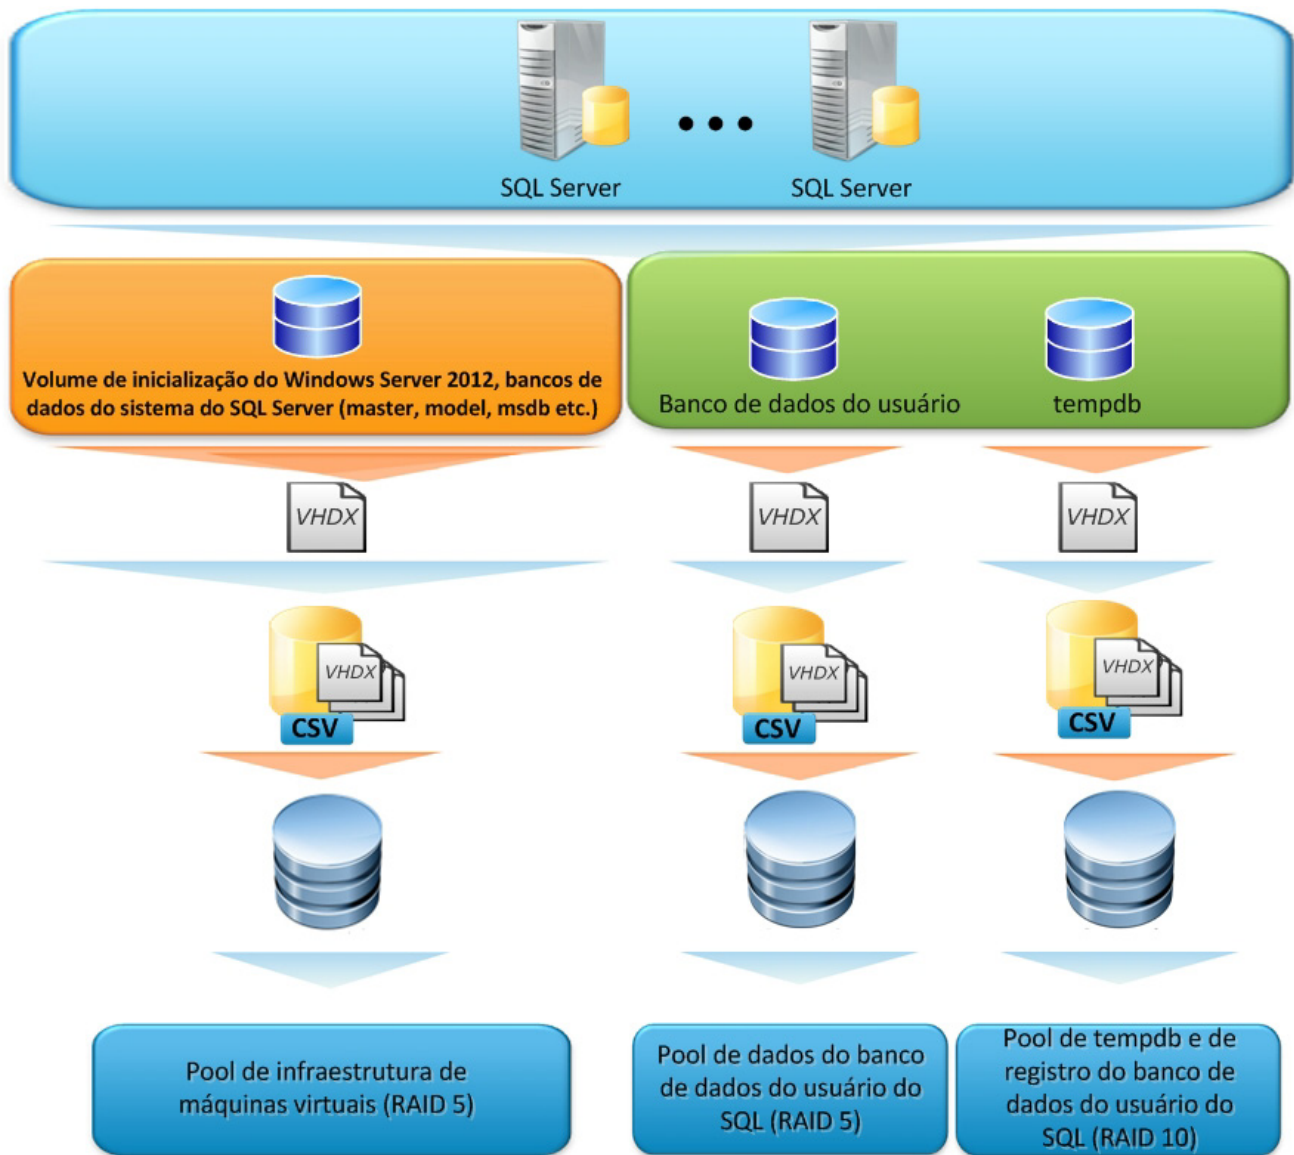 SQL Server
SQL Server
Volume de inicialização do Windows Server 2012, bancos de
dados do sistema do SQL Server (master, model, msdb etc.)
Banco de dados do usuário
tempdb
VHDX
VHDX
VHDX
VHDX
CSV
VHDX
CSV
VHDX
CSV
Pool de infraestrutura de
máquinas virtuais (RAID 5)
Pool de dados do banco
de dados do usuário do
SQL (RAID 5)
Pool de tempdb e de
registro do banco de
dados do usuário do
SQL (RAID 10)